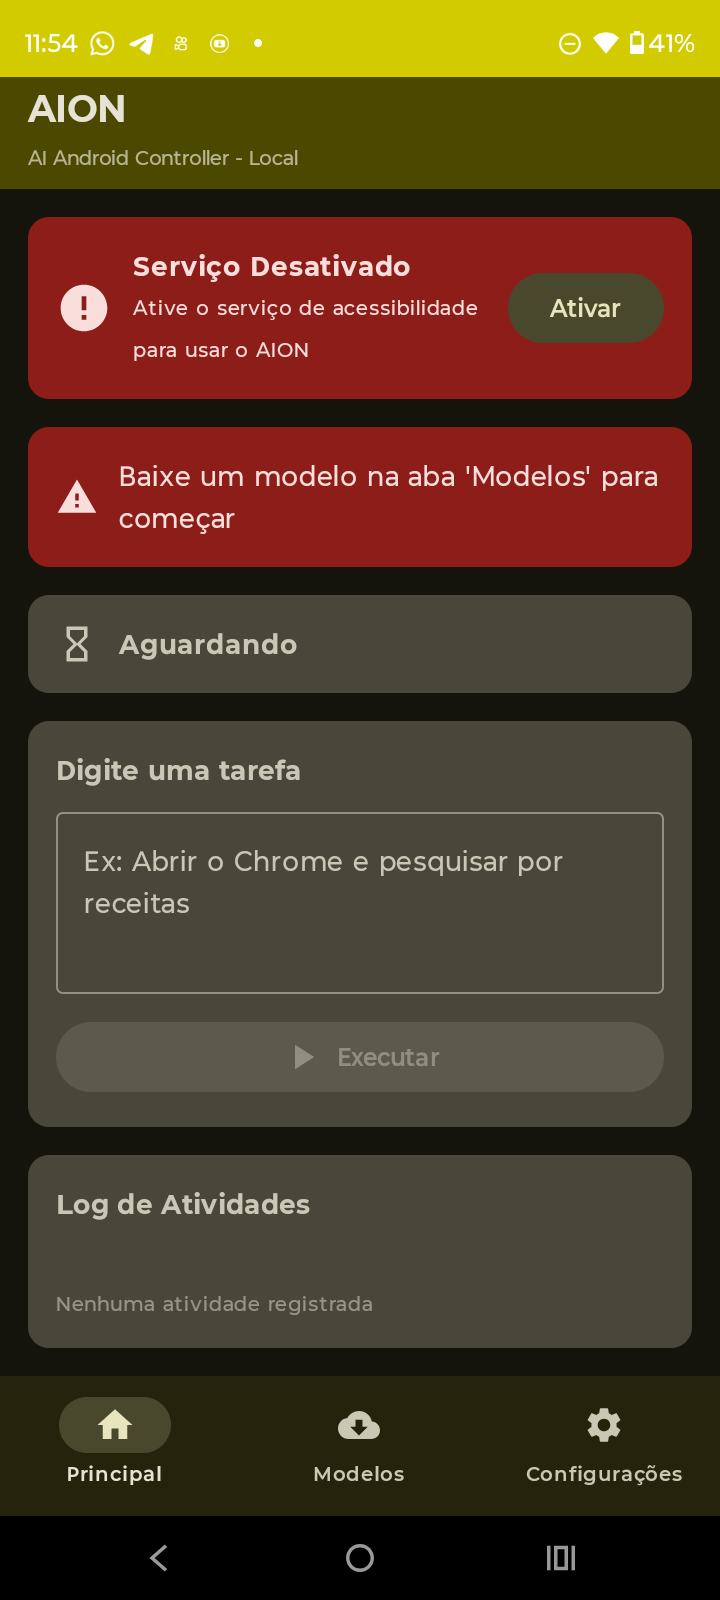 11:54
41%
AION
AI Android Controller - Local
Serviço Desativado
Ative o serviço de acessibilidade
para usar o AION
Ativar
Baixe um modelo na aba 'Modelos' para
começar
Aguardando
Digite uma tarefa
Ex: Abrir o Chrome e pesquisar por
receitas
Executar
Log de Atividades
Nenhuma atividade registrada
Principal
Modelos
Configurações